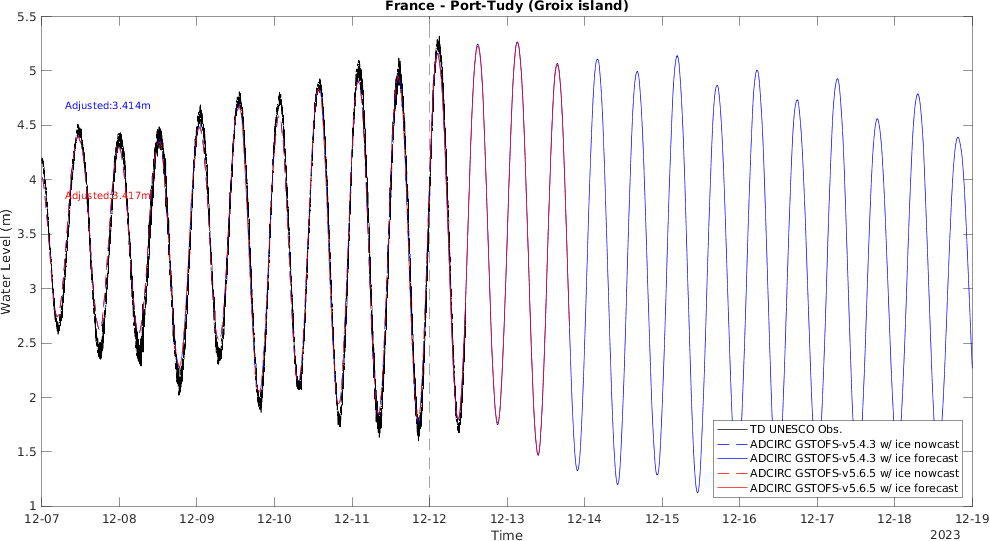 France - Port-Tudy (Groix island)
5.5
5
4.5
4
3.5
3
2.5
2
1.5
1
Water Level (m)
Adjusted:3.414m
Adjusted:3.417m
TD UNESCO Obs.
ADCIRC GSTOFS-v5.4.3 w/ ice nowcast
ADCIRC GSTOFS-v5.4.3 w/ ice forecast
ADCIRC GSTOFS-v5.6.5 w/ ice nowcast
ADCIRC GSTOFS-v5.6.5 w/ ice forecast
12-07 12-08 12-09 12-10 12-11 12-12 12-13 12-14 12-15 12-16 12-17 12-18 12-19
Time
2023